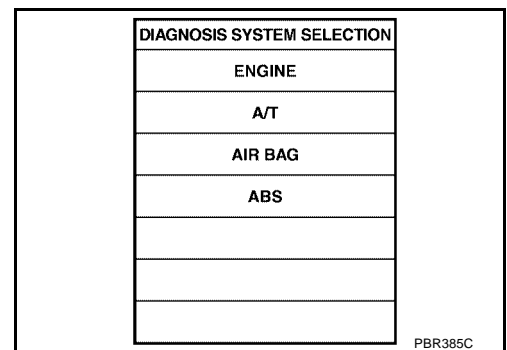 DIAGNOSIS SYSTEM SELECTION
ENGINE
A/T
AIR BAG
ABS
PBR385C